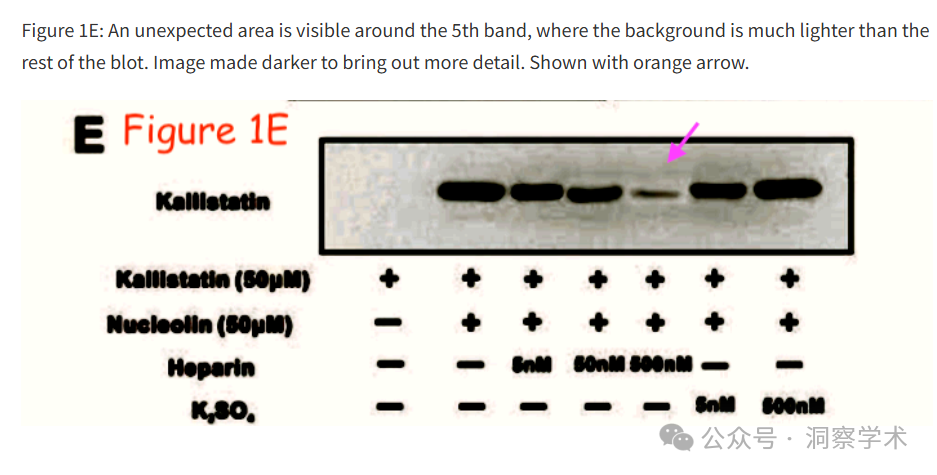 Figure 1E: An unexpected area is visible around the 5th band, where the background is much lighter than the
rest of the blot. Image made darker to bring out more detail. Shown with orange arrow.
E Figure 1E
Kallistatin
Kallistatin (50μM) + + + + + + +
Nucleolin (50μM) − + + + + + +
Heparin − − 5nM 50nM 500nM − −
K₂SO₄ − − − − − 5nM 500nM
公众号 · 洞察学术